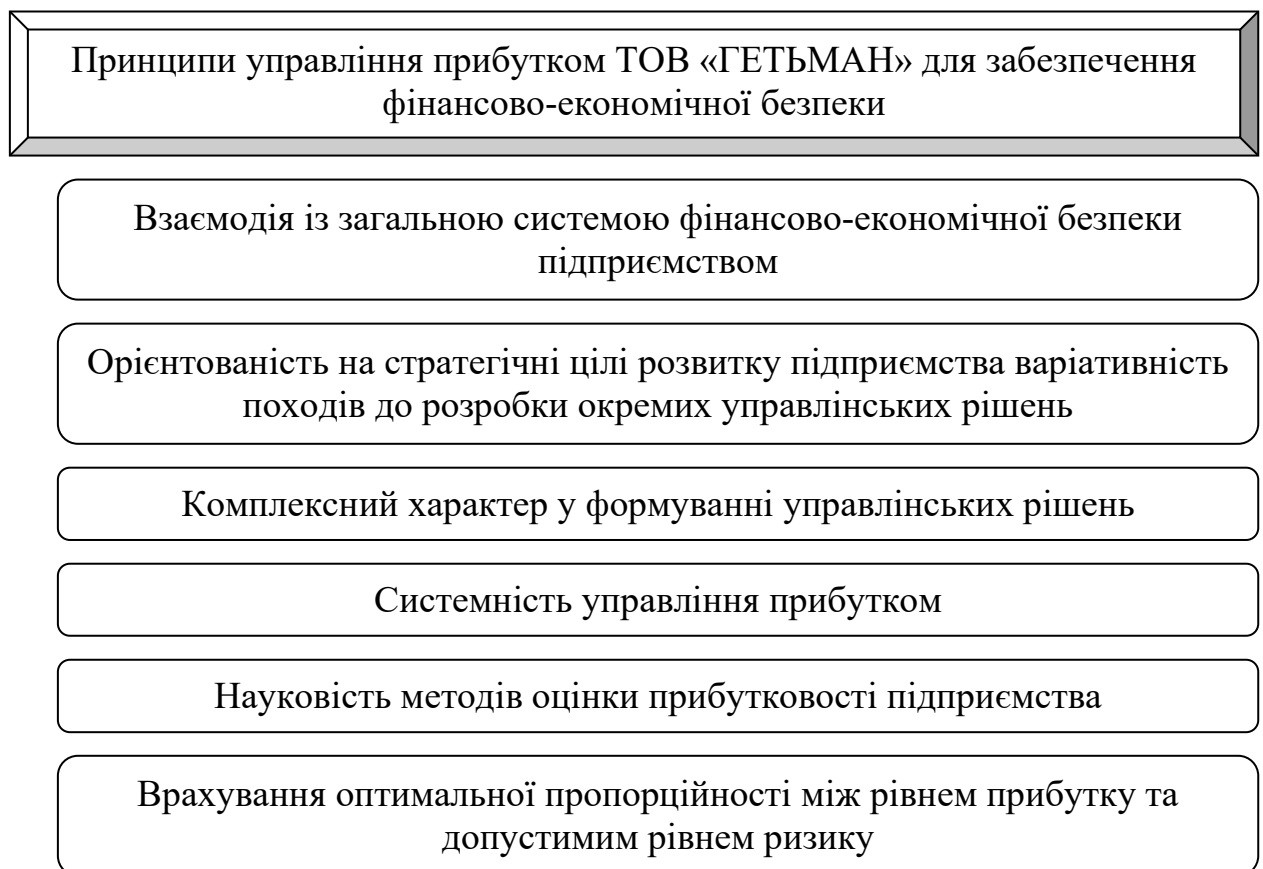 Принципи управління прибутком ТОВ «ГЕТЬМАН» для забезпечення
фінансово-економічної безпеки
Взаємодія із загальною системою фінансово-економічної безпеки
підприємством
Орієнтованість на стратегічні цілі розвитку підприємства варіативність
походів до розробки окремих управлінських рішень
Комплексний характер у формуванні управлінських рішень
Системність управління прибутком
Науковість методів оцінки прибутковості підприємства
Врахування оптимальної пропорційності між рівнем прибутку та
допустимим рівнем ризику